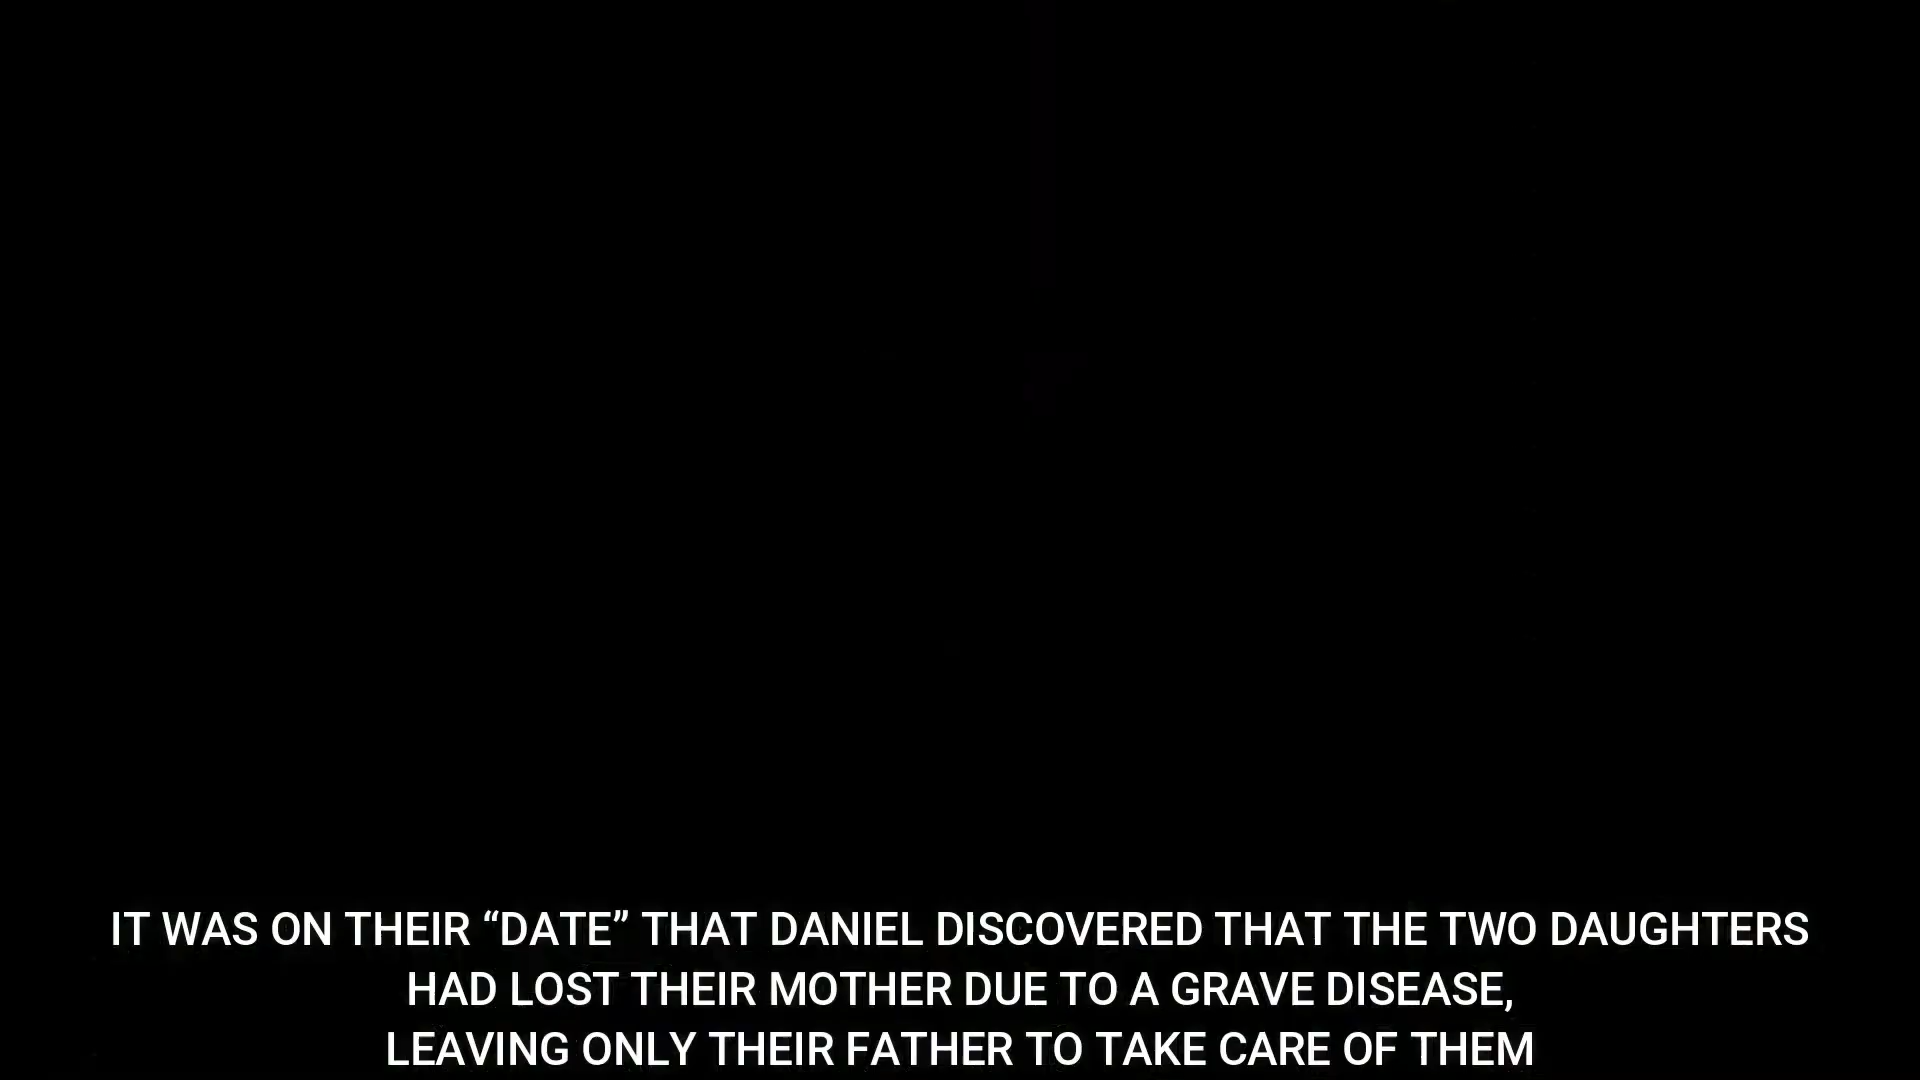 IT WAS ON THEIR “DATE” THAT DANIEL DISCOVERED THAT THE TWO DAUGHTERS
HAD LOST THEIR MOTHER DUE TO A GRAVE DISEASE,
LEAVING ONLY THEIR FATHER TO TAKE CARE OF THEM